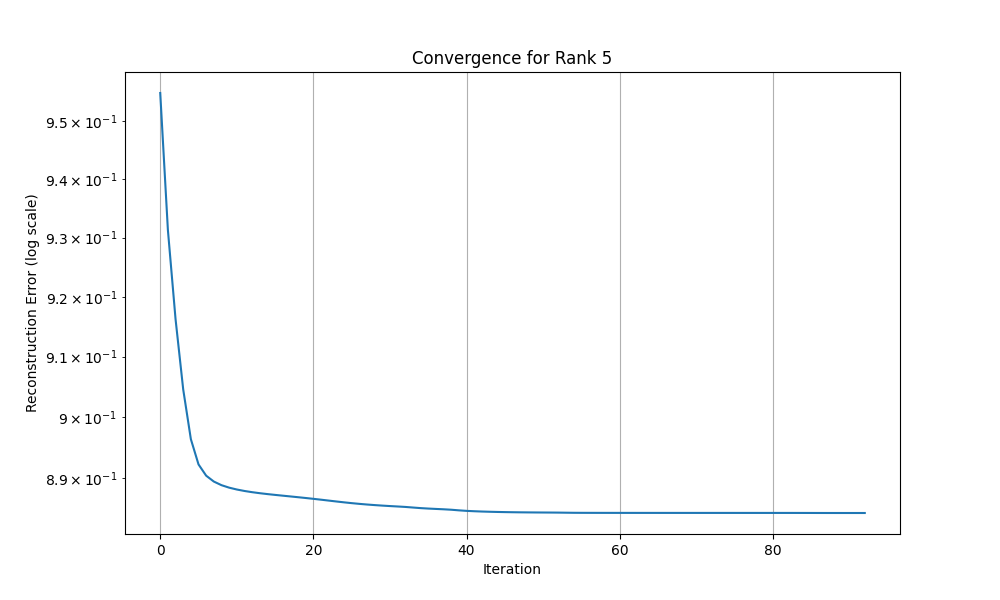 Convergence for Rank 5
Reconstruction Error (log scale)
9.5 × 10⁻¹
9.4 × 10⁻¹
9.3 × 10⁻¹
9.2 × 10⁻¹
9.1 × 10⁻¹
9 × 10⁻¹
8.9 × 10⁻¹
0 20 40 60 80
Iteration